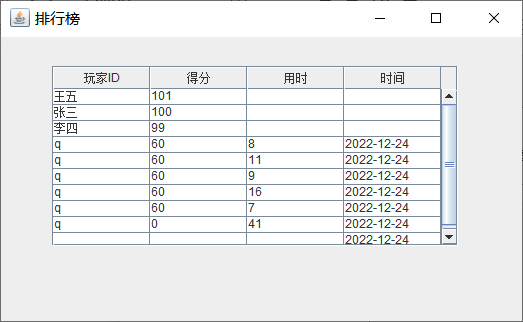 排行榜
玩家ID 得分 用时 时间
王五 101
张三 100
李四 99
q 60 8 2022-12-24
q 60 11 2022-12-24
q 60 9 2022-12-24
q 60 16 2022-12-24
q 60 7 2022-12-24
q 0 41 2022-12-24
2022-12-24